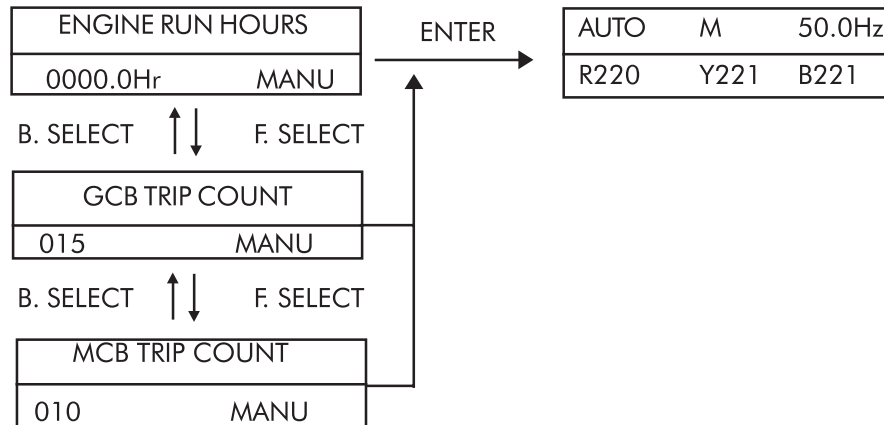 ENGINE RUN HOURS
0000.0Hr MANU
ENTER
AUTO M 50.0Hz
R220 Y221 B221
B. SELECT F. SELECT
GCB TRIP COUNT
015 MANU
B. SELECT F. SELECT
MCB TRIP COUNT
010 MANU